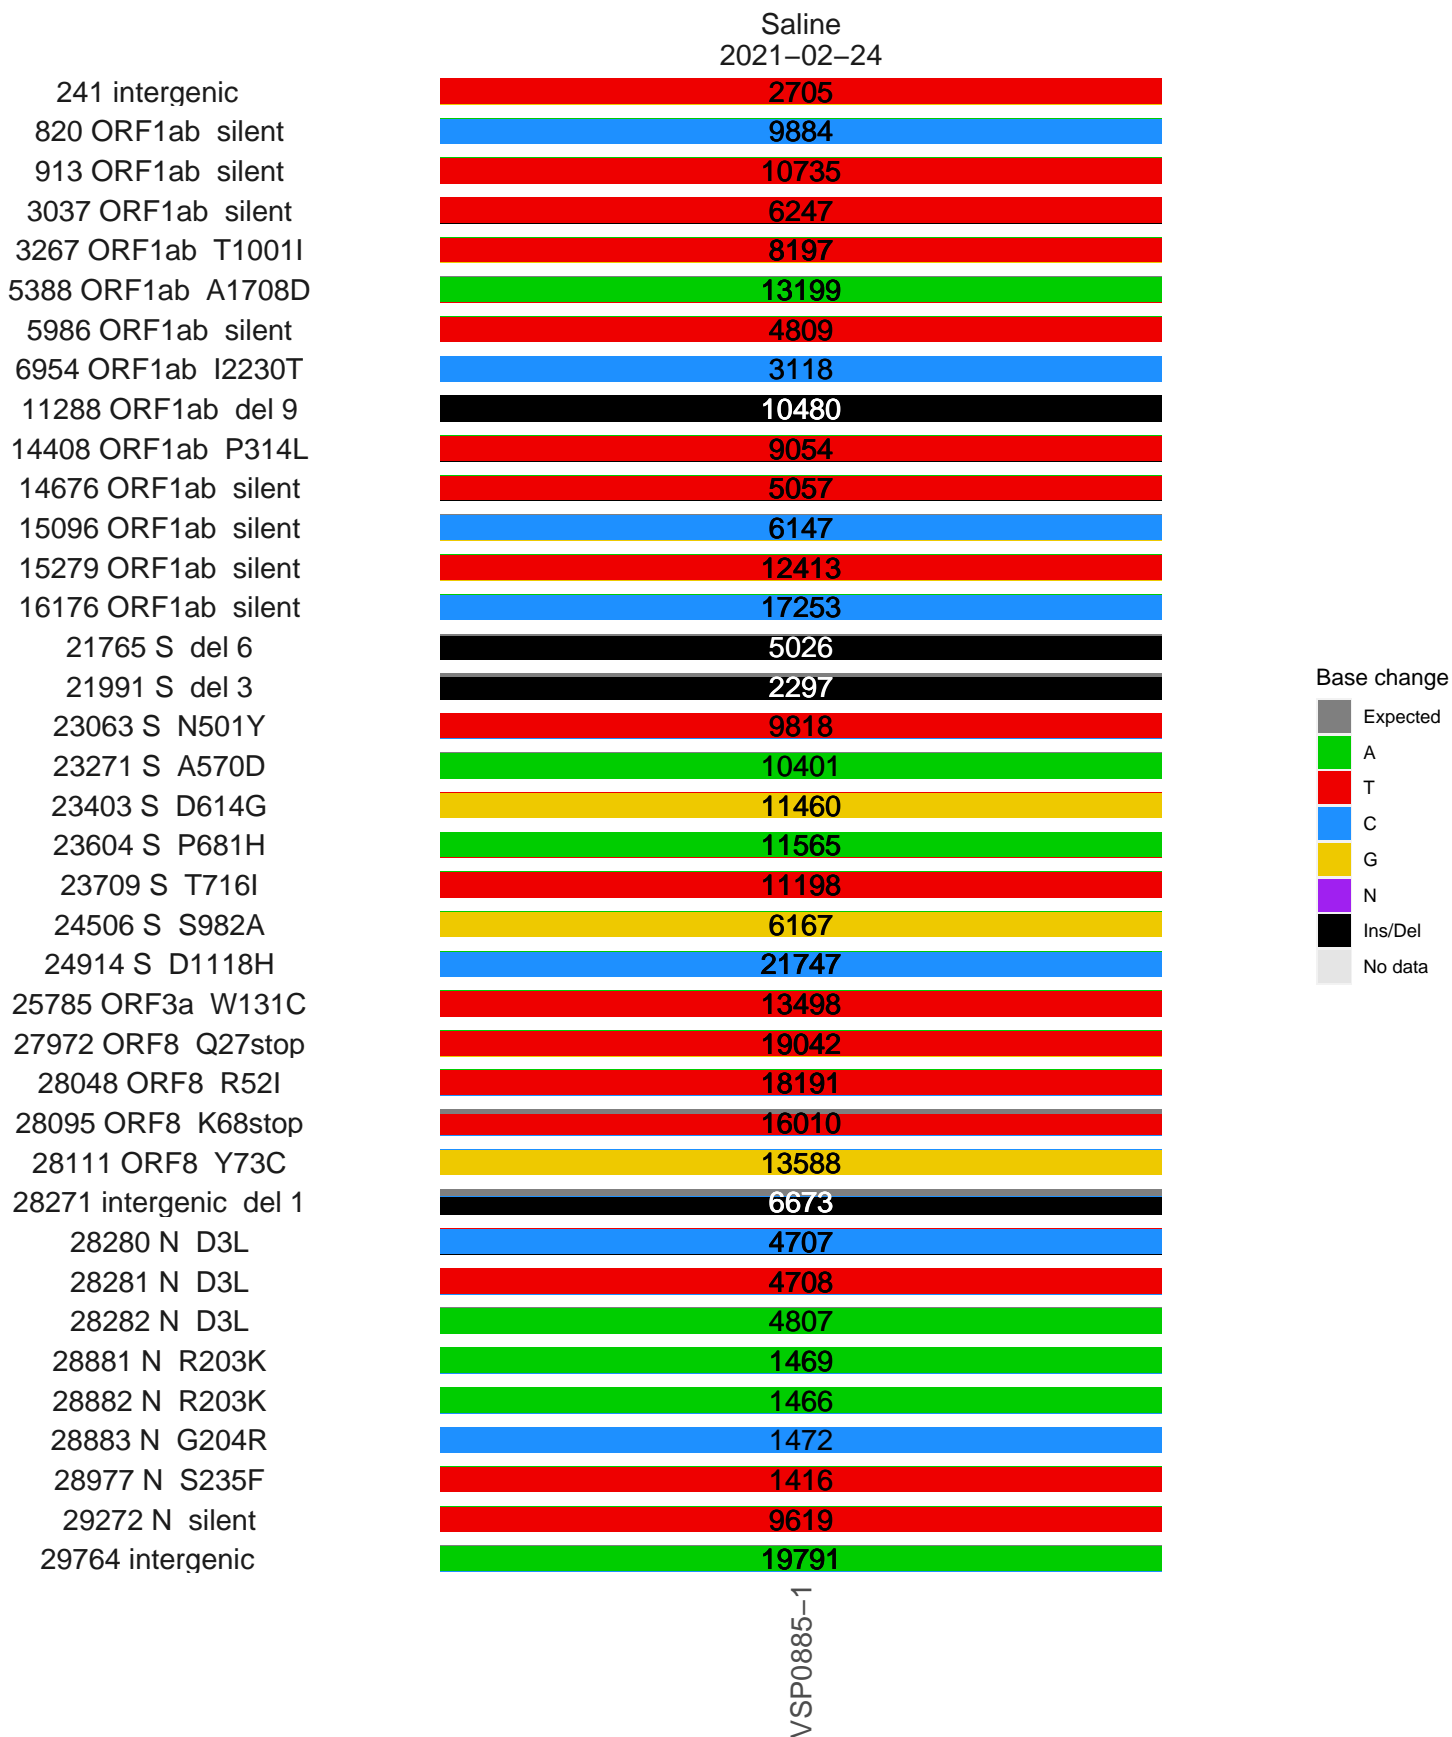 Saline
2021−02−24
241 intergenic 2705
820 ORF1ab silent 9884
913 ORF1ab silent 10735
3037 ORF1ab silent 6247
3267 ORF1ab T1001I 8197
5388 ORF1ab A1708D 13199
5986 ORF1ab silent 4809
6954 ORF1ab I2230T 3118
11288 ORF1ab del 9 10480
14408 ORF1ab P314L 9054
14676 ORF1ab silent 5057
15096 ORF1ab silent 6147
15279 ORF1ab silent 12413
16176 ORF1ab silent 17253
21765 S del 6 5026
21991 S del 3 2297
23063 S N501Y 9818
23271 S A570D 10401
23403 S D614G 11460
23604 S P681H 11565
23709 S T716I 11198
24506 S S982A 6167
24914 S D1118H 21747
25785 ORF3a W131C 13498
27972 ORF8 Q27stop 19042
28048 ORF8 R52I 18191
28095 ORF8 K68stop 16010
28111 ORF8 Y73C 13588
28271 intergenic del 1 6673
28280 N D3L 4707
28281 N D3L 4708
28282 N D3L 4807
28881 N R203K 1469
28882 N R203K 1466
28883 N G204R 1472
28977 N S235F 1416
29272 N silent 9619
29764 intergenic 19791
VSP0885−1
Base change
Expected
A
T
C
G
N
Ins/Del
No data